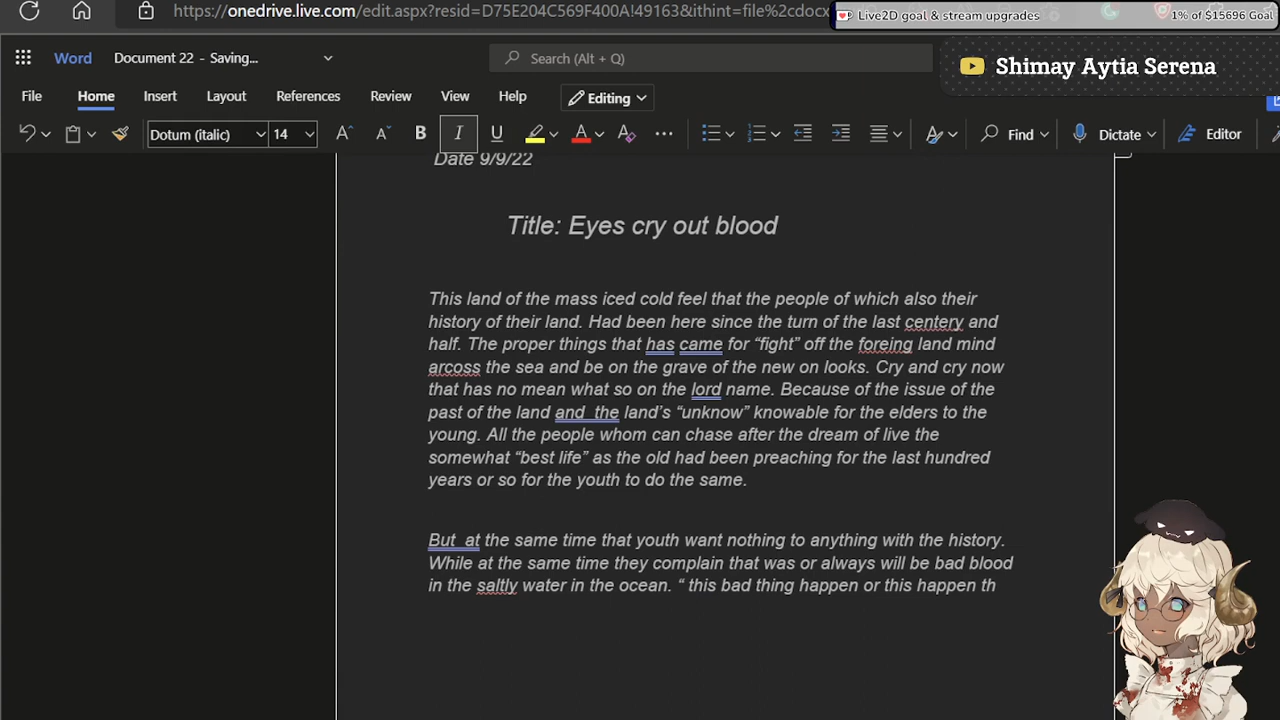 https://onedrive.live.com/edit.aspx?resid=D75E204C569F400A!49163&ithint=file%2cdocx
Live2D goal & stream upgrades
1% of $15696 Goal
Word
Document 22 - Saving...
Search (Alt + Q)
Shimay Aytia Serena
File
Home
Insert
Layout
References
Review
View
Help
Editing
Datum (italic)
14
B
I
U
A
Find
Dictate
Editor
Date 9/9/22
Title: Eyes cry out blood
This land of the mass iced cold feel that the people of which also their
history of their land. Had been here since the turn of the last centery and
half. The proper things that has came for “fight” off the foreing land mind
arcoss the sea and be on the grave of the new on looks. Cry and cry now
that has no mean what so on the lord name. Because of the issue of the
past of the land and  the land’s “unknow” knowable for the elders to the
young. All the people whom can chase after the dream of live the
somewhat “best life” as the old had been preaching for the last hundred
years or so for the youth to do the same.
But  at the same time that youth want nothing to anything with the history.
While at the same time they complain that was or always will be bad blood
in the saltly water in the ocean. “ this bad thing happen or this happen th